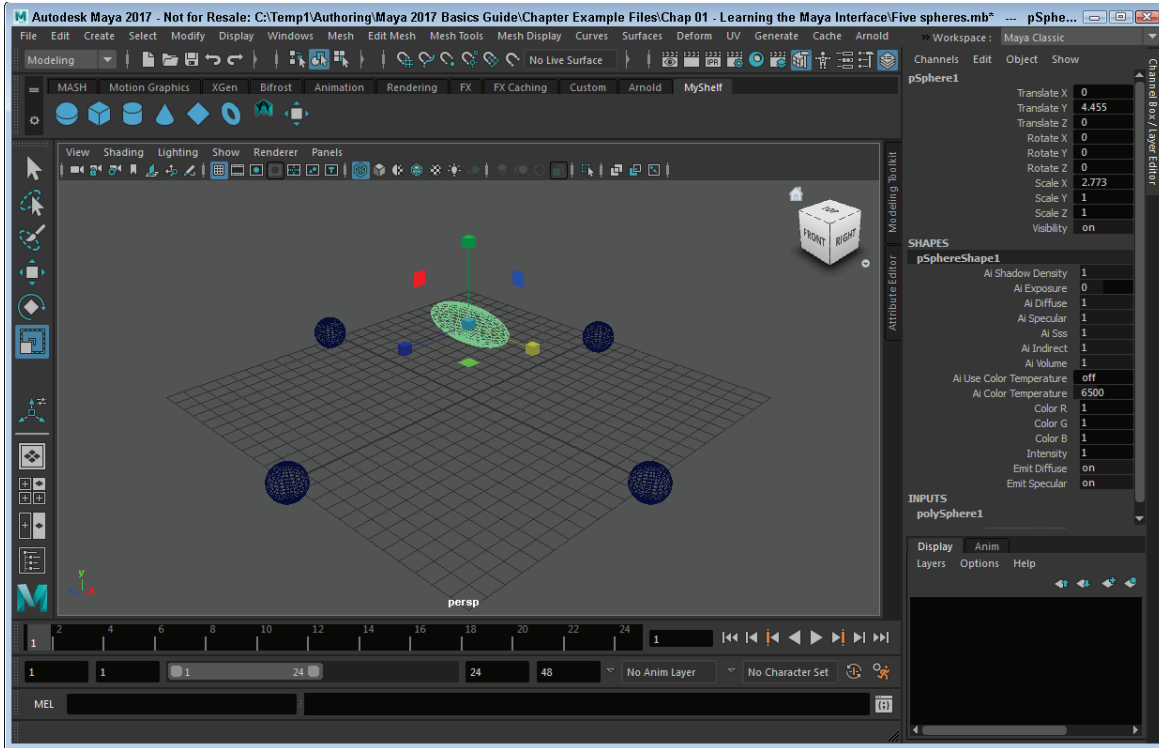 Autodesk Maya 2017 - Not for Resale: C:\Temp1\Authoring\Maya 2017 Basics Guide\Chapter Example Files\Chap 01 - Learning the Maya Interface\Five spheres.mb* --- pSphe...
File Edit Create Select Modify Display Windows Mesh Edit Mesh Mesh Tools Mesh Display Curves Surfaces Deform UV Generate Cache Arnold » Workspace : Maya Classic
Modeling No Live Surface IPR
Channels Edit Object Show
MASH Motion Graphics XGen Bifrost Animation Rendering FX FX Caching Custom Arnold MyShelf
View Shading Lighting Show Renderer Panels
FRONT RIGHT
persp
y
Modeling Toolkit
Attribute Editor
Channel Box / Layer Editor
pSphere1
Translate X 0
Translate Y 4.455
Translate Z 0
Rotate X 0
Rotate Y 0
Rotate Z 0
Scale X 2.773
Scale Y 1
Scale Z 1
Visibility on
SHAPES
pSphereShape1
Ai Shadow Density 1
Ai Exposure 0
Ai Diffuse 1
Ai Specular 1
Ai Sss 1
Ai Indirect 1
Ai Volume 1
Ai Use Color Temperature off
Ai Color Temperature 6500
Color R 1
Color G 1
Color B 1
Intensity 1
Emit Diffuse on
Emit Specular on
INPUTS
polySphere1
Display Anim
Layers Options Help
1 2 4 6 8 10 12 14 16 18 20 22 24 1
1 1 1 24 24 48 No Anim Layer No Character Set
MEL